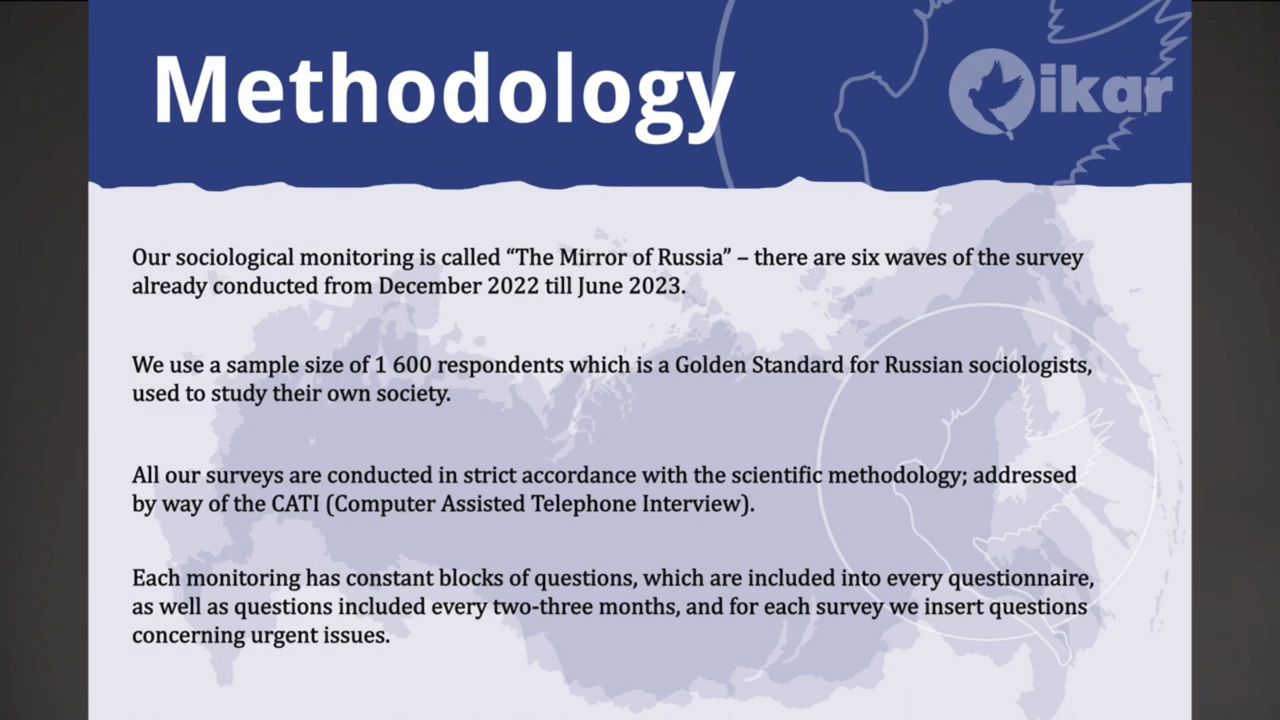 Methodology
ikar
Our sociological monitoring is called “The Mirror of Russia” – there are six waves of the survey
already conducted from December 2022 till June 2023.
We use a sample size of 1 600 respondents which is a Golden Standard for Russian sociologists,
used to study their own society.
All our surveys are conducted in strict accordance with the scientific methodology; addressed
by way of the CATI (Computer Assisted Telephone Interview).
Each monitoring has constant blocks of questions, which are included into every questionnaire,
as well as questions included every two-three months, and for each survey we insert questions
concerning urgent issues.